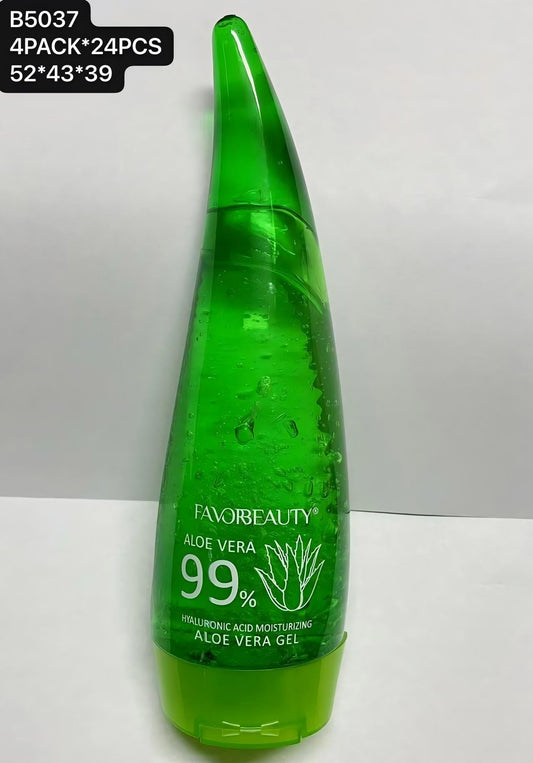 B5037
4PACK*24PCS
52*43*39
FAVORBEAUTY®
ALOE VERA
99%
HYALURONIC ACID MOISTURIZING
ALOE VERA GEL